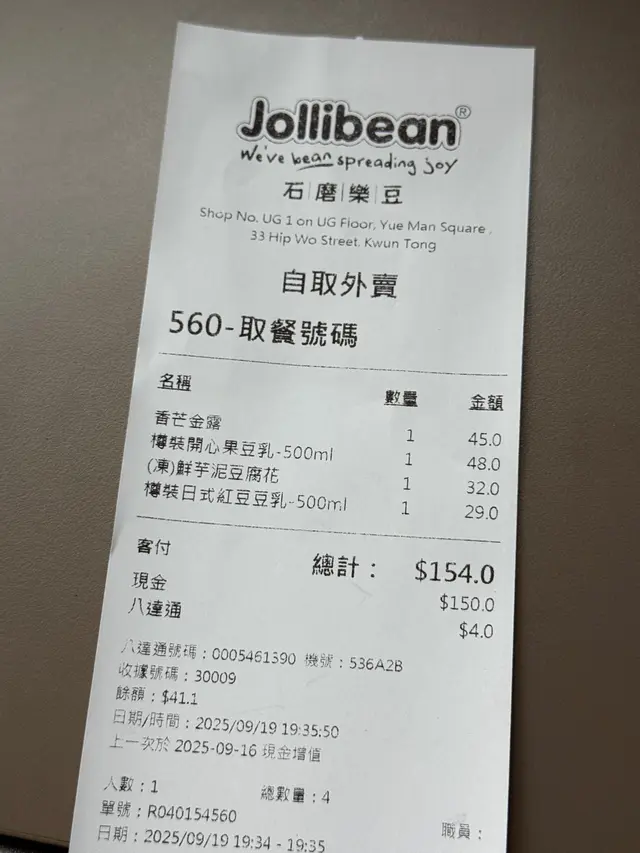 Jollibean®
We've bean spreading joy
石|磨|樂|豆
Shop No. UG 1 on UG Floor, Yue Man Square ,
33 Hip Wo Street, Kwun Tong
自取外賣
560-取餐號碼
名稱 數量 金額
香芒金露 1 45.0
樽裝開心果豆乳-500ml 1 48.0
(凍)鮮芋泥豆腐花 1 32.0
樽裝日式紅豆豆乳-500ml 1 29.0
客付 總計： $154.0
現金 $150.0
八達通 $4.0
八達通號碼：0005461390 機號：536A2B
收據號碼：30009
餘額：$41.1
日期/時間：2025/09/19 19:35:50
上一次於 2025-09-16 現金增值
人數：1 總數量：4
單號：R040154560 職員：
日期：2025/09/19 19:34 - 19:35